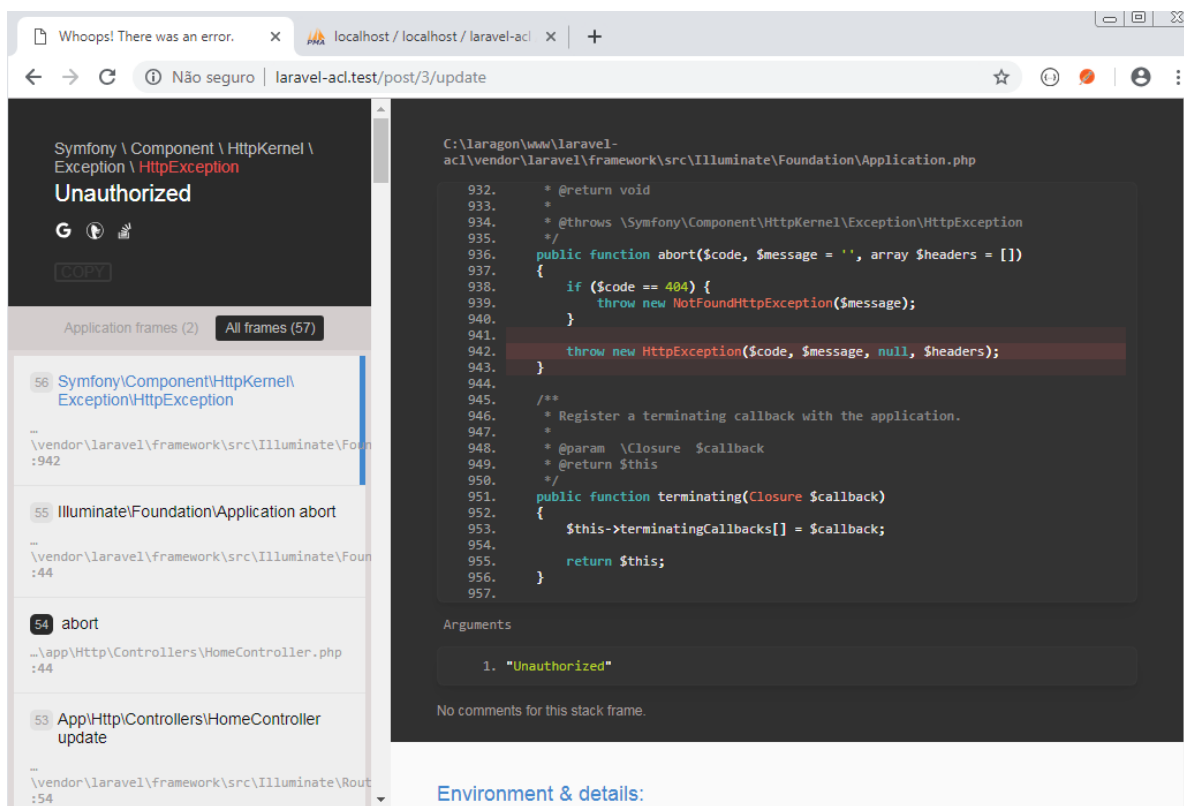 Whoops! There was an error.
PMA localhost / localhost / laravel-acl
Não seguro | laravel-acl.test/post/3/update
Symfony \ Component \ HttpKernel \
Exception \ HttpException
Unauthorized
G
COPY
Application frames (2) All frames (57)
56 Symfony\Component\HttpKernel\
Exception\HttpException
…
\vendor\laravel\framework\src\Illuminate\Foun
:942
55 Illuminate\Foundation\Application abort
…
\vendor\laravel\framework\src\Illuminate\Foun
:44
54 abort
…\app\Http\Controllers\HomeController.php
:44
53 App\Http\Controllers\HomeController
update
…
\vendor\laravel\framework\src\Illuminate\Rout
:54
C:\laragon\www\laravel-
acl\vendor\laravel\framework\src\Illuminate\Foundation\Application.php
932. * @return void
933. *
934. * @throws \Symfony\Component\HttpKernel\Exception\HttpException
935. */
936. public function abort($code, $message = '', array $headers = [])
937. {
938. if ($code == 404) {
939. throw new NotFoundHttpException($message);
940. }
941.
942. throw new HttpException($code, $message, null, $headers);
943. }
944.
945. /**
946. * Register a terminating callback with the application.
947. *
948. * @param \Closure $callback
949. * @return $this
950. */
951. public function terminating(Closure $callback)
952. {
953. $this->terminatingCallbacks[] = $callback;
954.
955. return $this;
956. }
957.
Arguments
1. "Unauthorized"
No comments for this stack frame.
Environment & details: